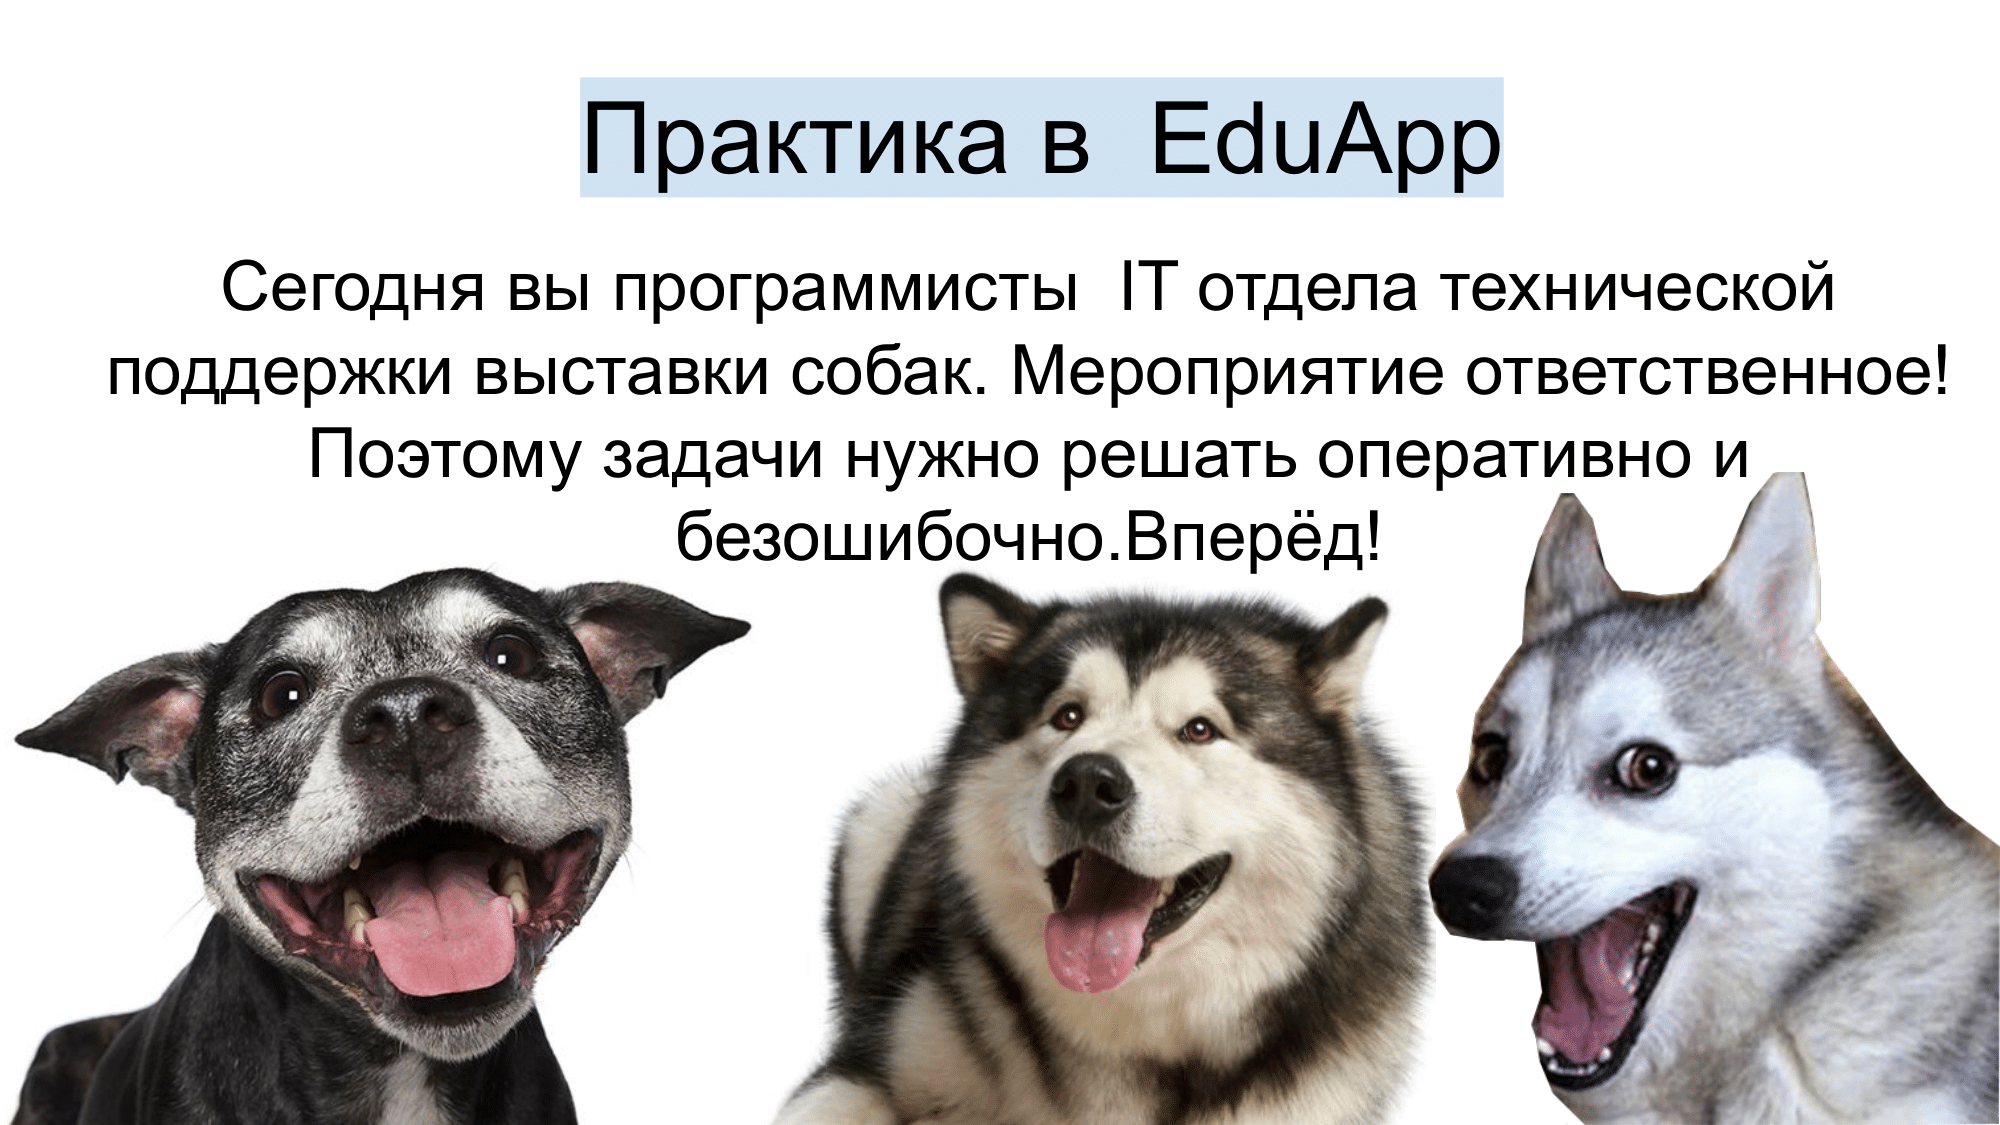 Практика в  EduApp
Сегодня вы программисты  IT отдела технической
поддержки выставки собак. Мероприятие ответственное!
Поэтому задачи нужно решать оперативно и
безошибочно.Вперёд!